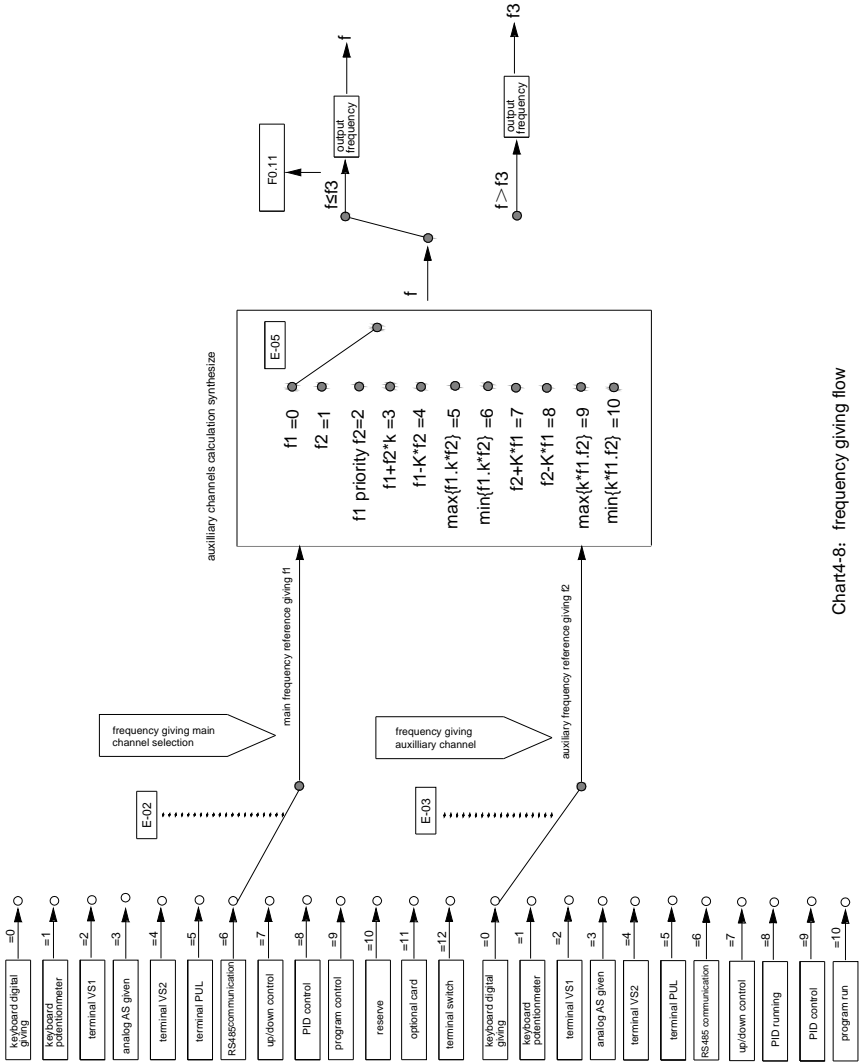 keyboard digital
giving
=0
keyboard
potentionmeter
=1
terminal VS1
=2
analog AS given
=3
terminal VS2
=4
terminal PUL
=5
RS485communication
=6
up/down control
=7
PID control
=8
program control
=9
reserve
=10
optional card
=11
terminal switch
=12
keyboard digital
giving
=0
keyboard
potentionmeter
=1
terminal VS1
=2
analog AS given
=3
terminal VS2
=4
terminal PUL
=5
RS485 communication
=6
up/down control
=7
PID running
=8
PID control
=9
program run
=10
E-02
frequency giving main
channel selection
main frequency reference giving f1
E-03
frequency giving
auxilliary channel
auxiliary frequency reference giving f2
auxilliary channels calculation synthesize
E-05
f1 =0
f2 =1
f1 priority f2=2
f1+f2*k =3
f1-K*f2 =4
max{f1.k*f2} =5
min{f1.k*f2} =6
f2+K*f1 =7
f2-K*f1 =8
max{k*f1.f2} =9
min{k*f1.f2} =10
f
F0.11
f≤f3
output
frequency
f
f>f3
output
frequency
f3
Chart4-8: frequency giving flow